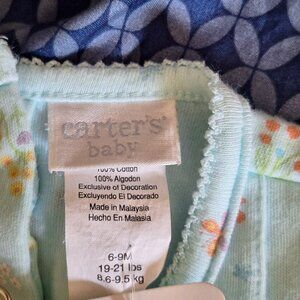 carter's
baby
100% Cotton
100% Algodon
Exclusive of Decoration
Excluyendo El Decorado
Made in Malaysia
Hecho En Malasia
6-9M
19-21 lbs
8.6-9.5 kg